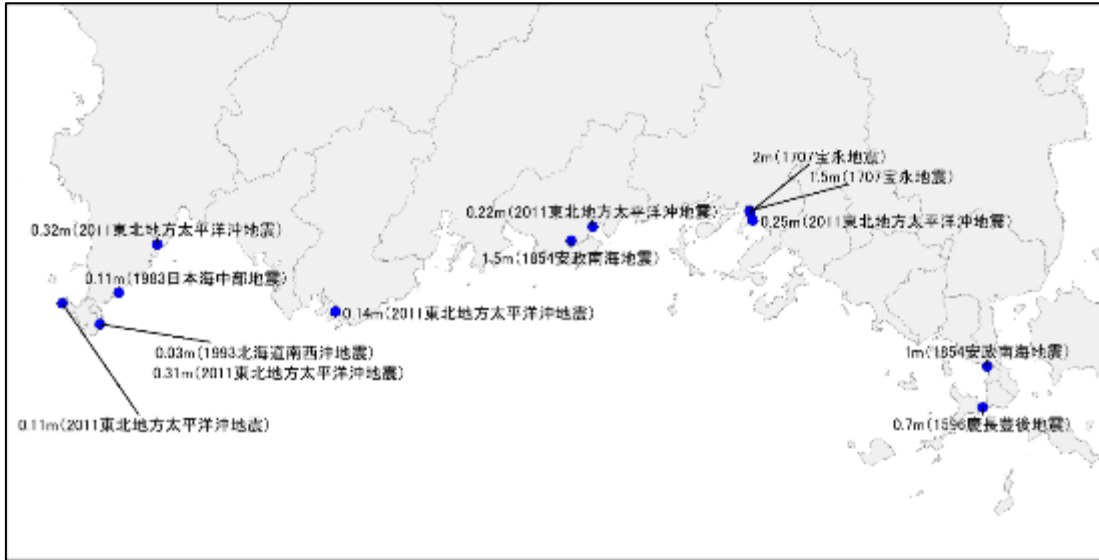 2m(1707宝永地震)
1.5m(1707宝永地震)
0.22m(2011東北地方太平洋沖地震)
0.25m(2011東北地方太平洋沖地震)
0.32m(2011東北地方太平洋沖地震)
1.5m(1854安政南海地震)
0.11m(1983日本海中部地震)
0.14m(2011東北地方太平洋沖地震)
0.03m(1993北海道南西沖地震)
0.31m(2011東北地方太平洋沖地震)
1m(1854安政南海地震)
0.11m(2011東北地方太平洋沖地震)
0.7m(1596慶長豊後地震)